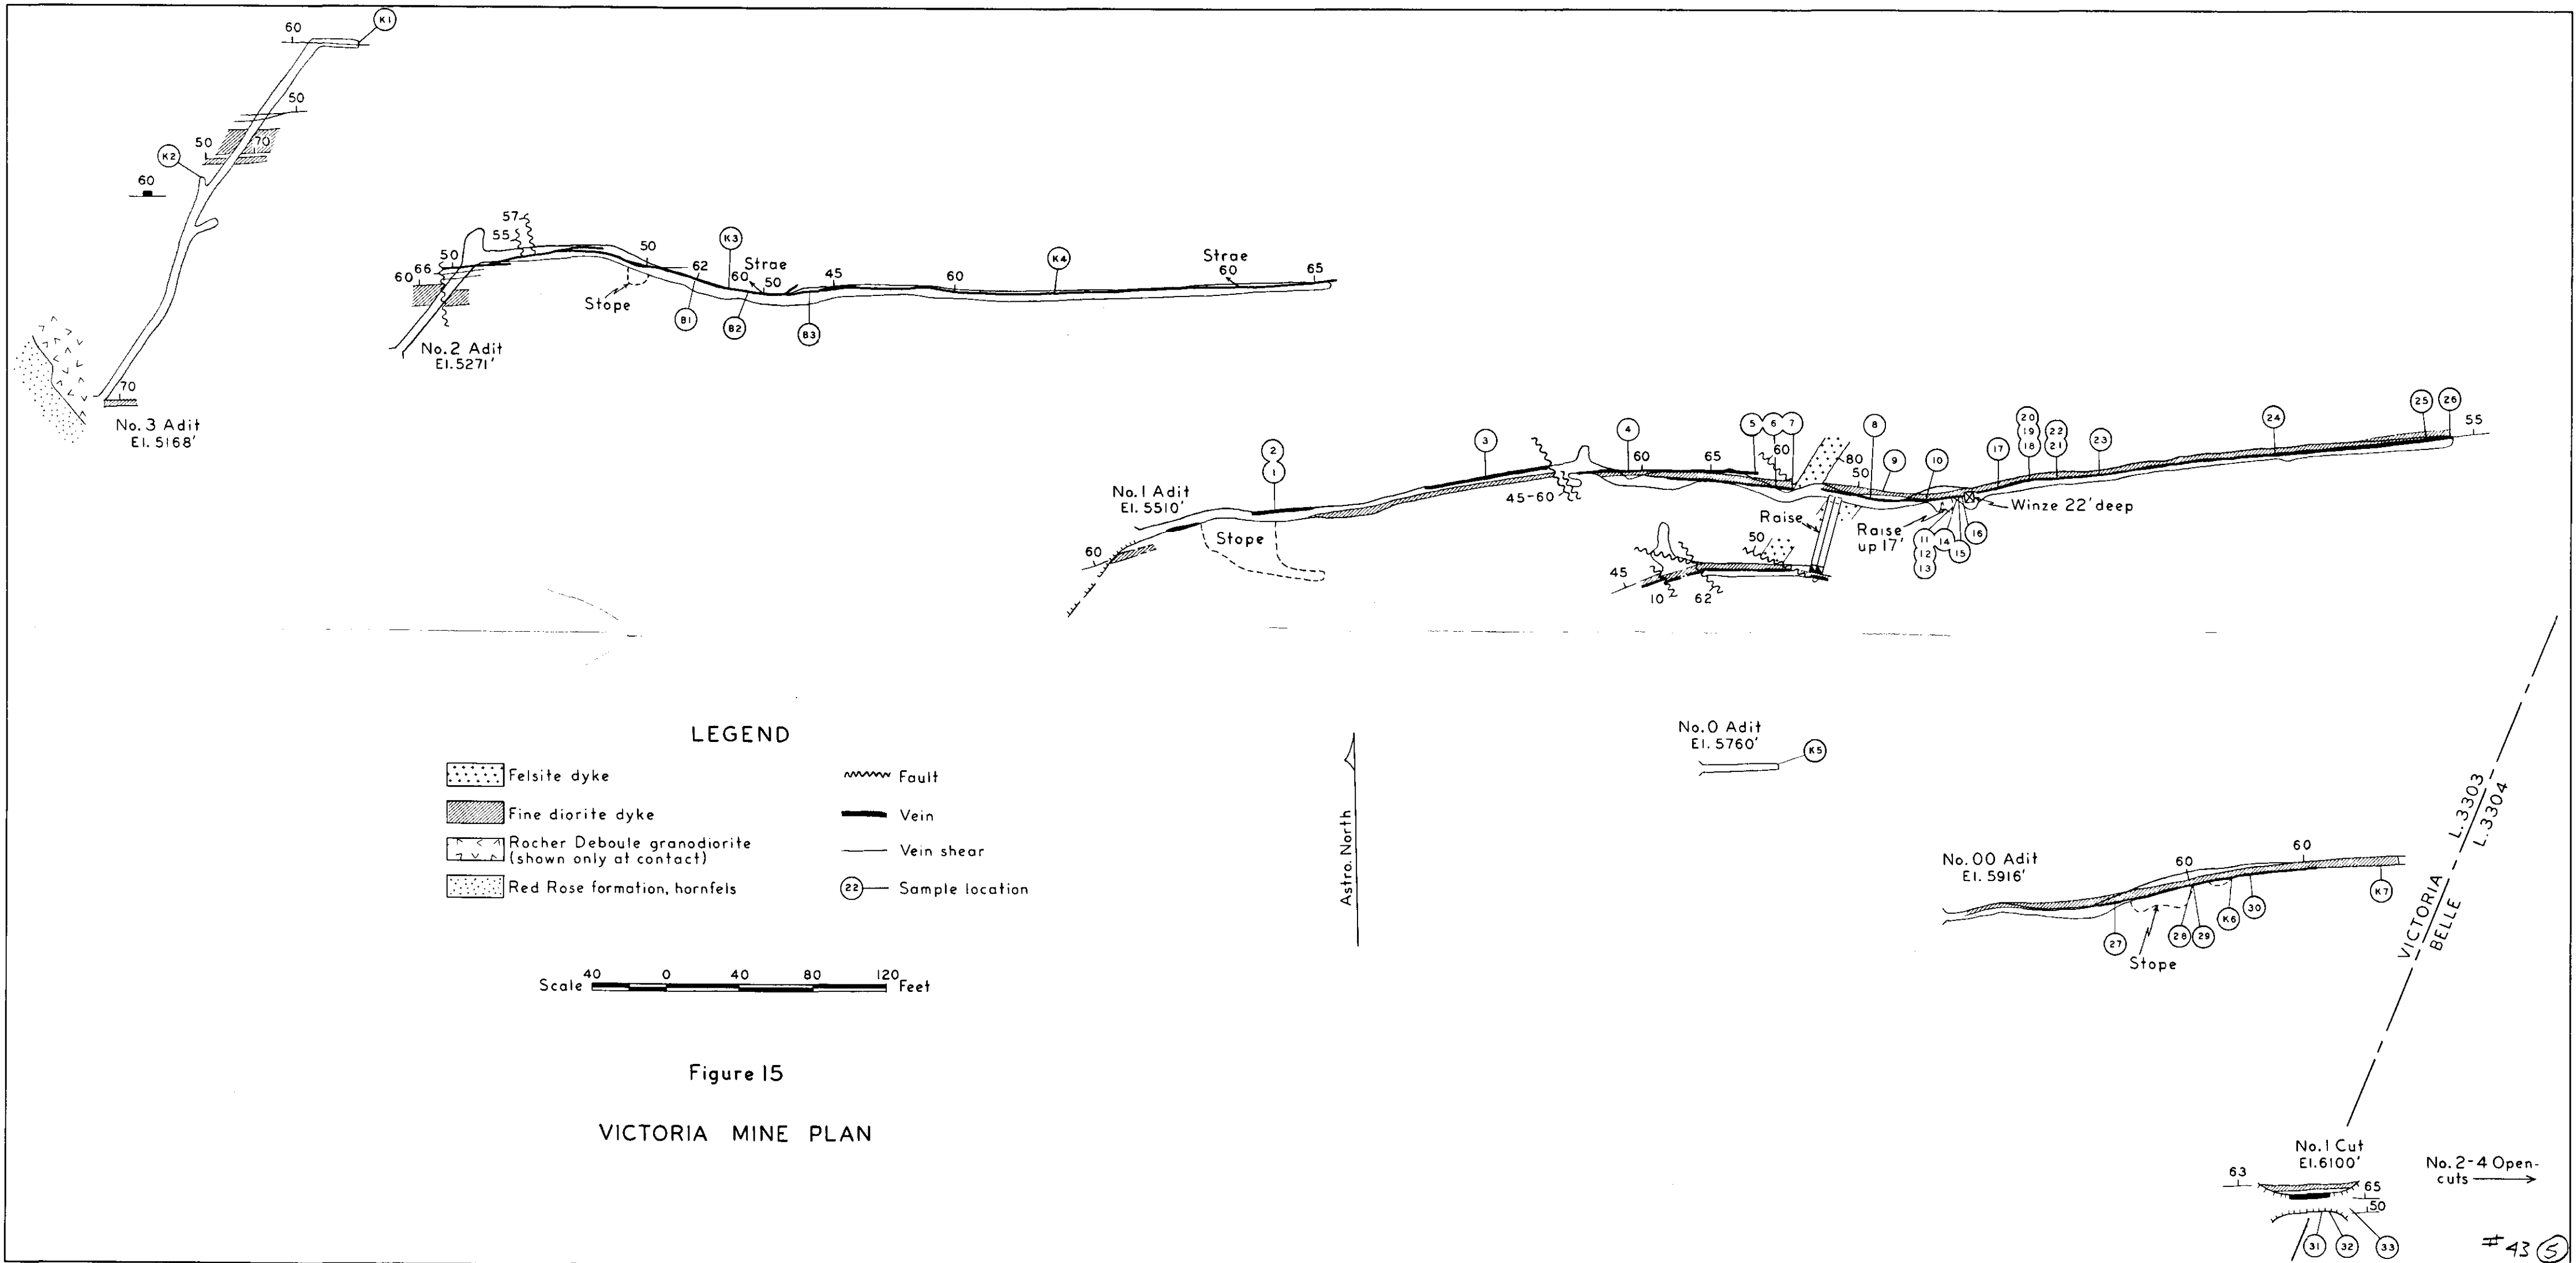 60
K1
50
50
70
K2
60
70
No. 3 Adit
El. 5168'
57
55
50
66
60
50
K3
62
Strae
60
50
45
60
K4
Strae
60
65
Stope
B1
B2
B3
No. 2 Adit
El. 5271'
No. 1 Adit
El. 5510'
60
2
1
Stope
3
45-60
4
60
65
5
6
7
60
80
8
50
9
10
17
20
19
18
22
21
23
24
25
26
55
Raise
Raise
up 17'
Winze 22' deep
11
12
13
14
15
16
50
45
10
62
LEGEND
Felsite dyke
Fine diorite dyke
Rocher Deboule granodiorite
(shown only at contact)
Red Rose formation, hornfels
Fault
Vein
Vein shear
22
Sample location
Scale
40 0 40 80 120
Feet
Figure 15
VICTORIA MINE PLAN
Astro. North
No. 0 Adit
El. 5760'
K5
No. 00 Adit
El. 5916'
60
60
27
28
29
K6
30
K7
Stope
VICTORIA L. 3303
BELLE L. 3304
No. 1 Cut
El. 6100'
63
65
50
31
32
33
No. 2-4 Open-
cuts
# 43 5